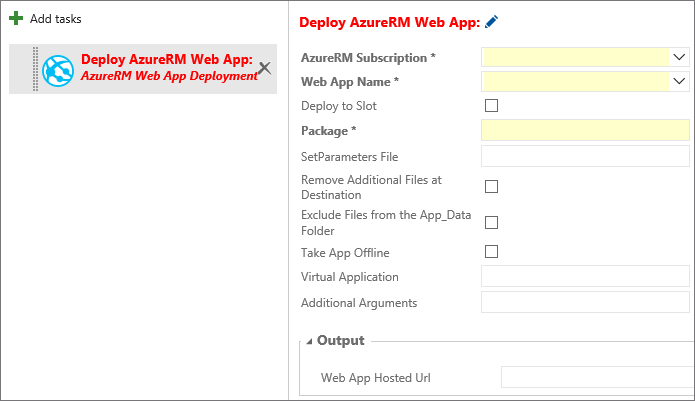 Add tasks
Deploy AzureRM Web App:
AzureRM Web App Deployment
Deploy AzureRM Web App:
AzureRM Subscription *
Web App Name *
Deploy to Slot
Package *
SetParameters File
Remove Additional Files at
Destination
Exclude Files from the App_Data
Folder
Take App Offline
Virtual Application
Additional Arguments
Output
Web App Hosted Url